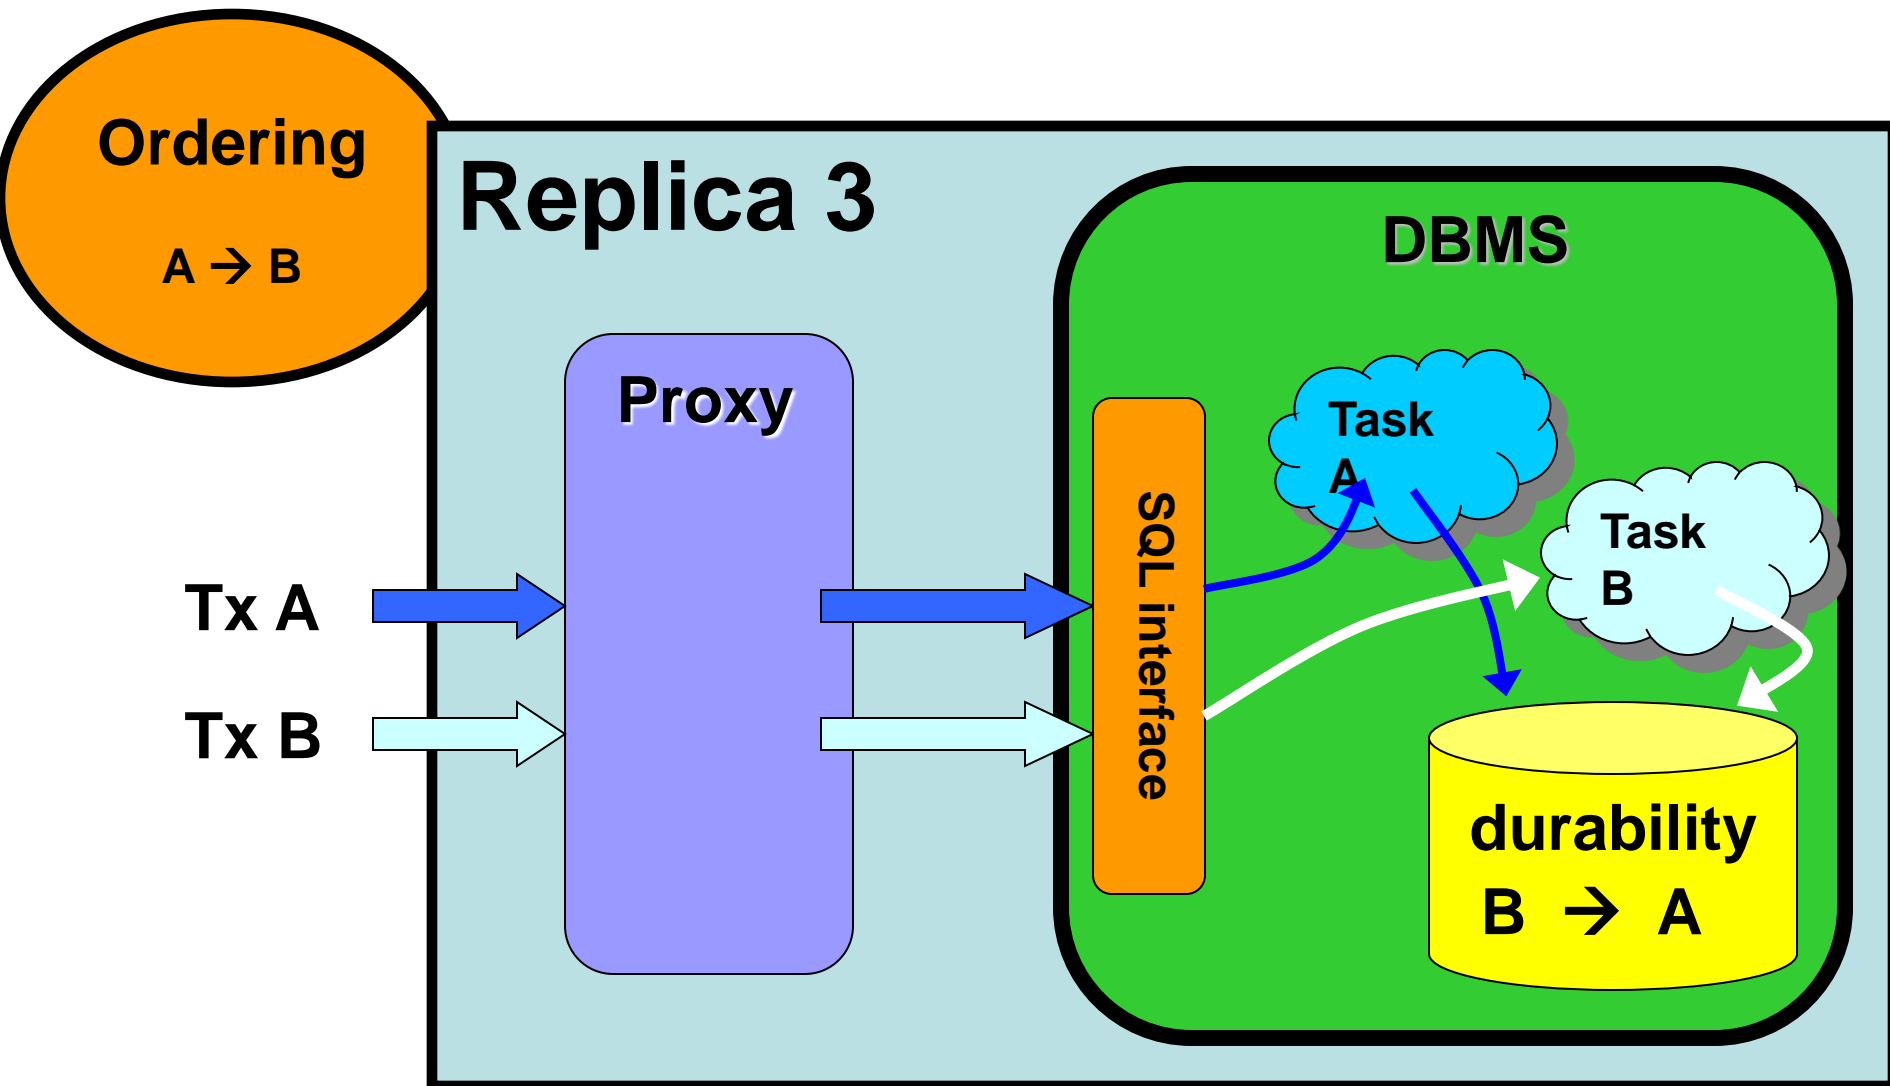 Ordering
A → B
Replica 3
DBMS
Proxy
Task
A
Task
B
SQL interface
Tx A
Tx B
durability
B → A